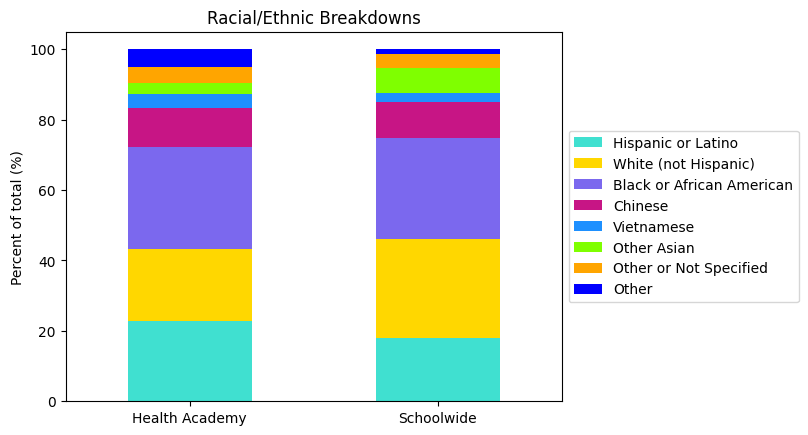 Racial/Ethnic Breakdowns
Percent of total (%)
100
80
60
40
20
0
Health Academy
Schoolwide
Hispanic or Latino
White (not Hispanic)
Black or African American
Chinese
Vietnamese
Other Asian
Other or Not Specified
Other